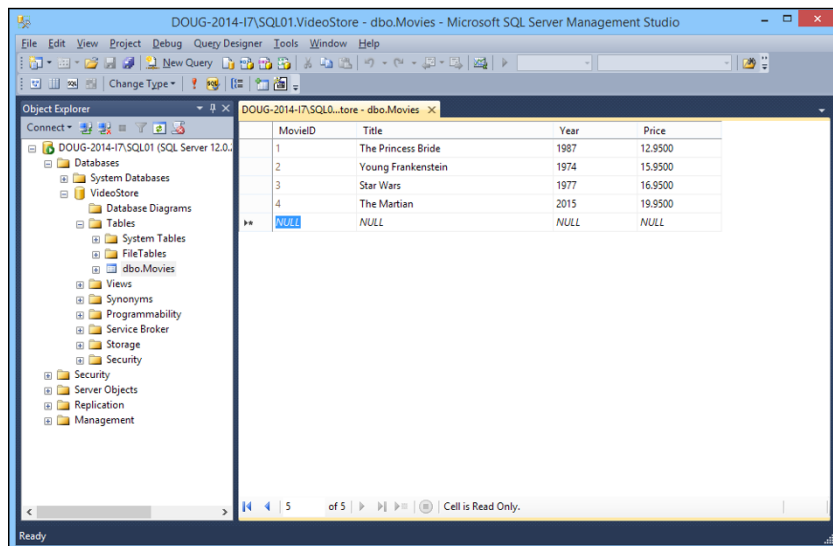 DOUG-2014-I7\SQL01.VideoStore - dbo.Movies - Microsoft SQL Server Management Studio
File Edit View Project Debug Query Designer Tools Window Help
New Query
Change Type
Object Explorer
Connect
DOUG-2014-I7\SQL01 (SQL Server 12.0.
Databases
System Databases
VideoStore
Database Diagrams
Tables
System Tables
FileTables
dbo.Movies
Views
Synonyms
Programmability
Service Broker
Storage
Security
Security
Server Objects
Replication
Management
DOUG-2014-I7\SQL0...tore - dbo.Movies
MovieID Title Year Price
1 The Princess Bride 1987 12.9500
2 Young Frankenstein 1974 15.9500
3 Star Wars 1977 16.9500
4 The Martian 2015 19.9500
NULL NULL NULL NULL
5 of 5 Cell is Read Only.
Ready